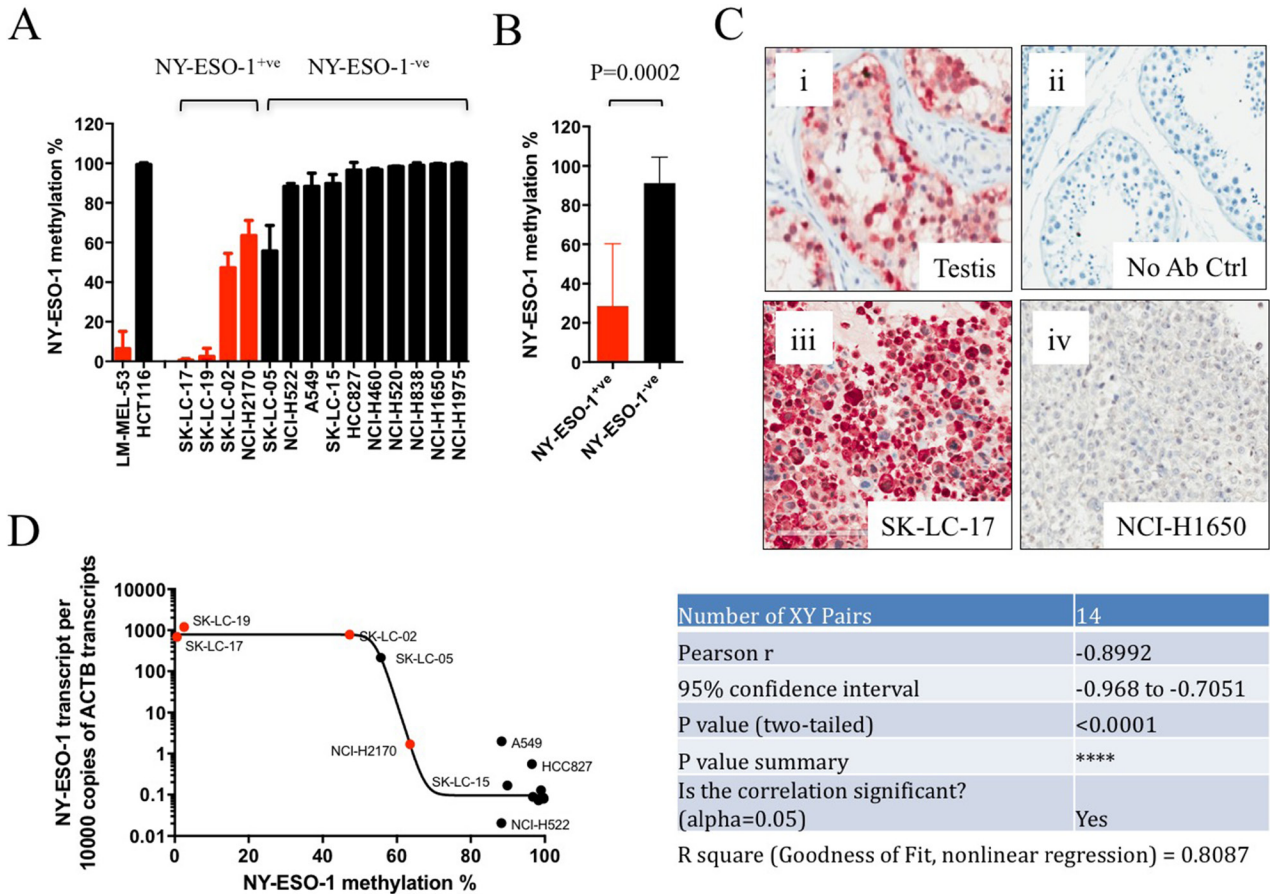 A
NY-ESO-1+ve
NY-ESO-1-ve
NY-ESO-1 methylation %
120
100
80
60
40
20
0
LM-MEL-53
HCT116
SK-LC-17
SK-LC-19
SK-LC-02
NCI-H2170
SK-LC-05
NCI-H522
A549
SK-LC-15
HCC827
NCI-H460
NCI-H520
NCI-H838
NCI-H1650
NCI-H1975
B
P=0.0002
NY-ESO-1 methylation %
120
100
80
60
40
20
0
NY-ESO-1+ve
NY-ESO-1-ve
C
i
Testis
ii
No Ab Ctrl
iii
SK-LC-17
iv
NCI-H1650
D
NY-ESO-1 transcript per
10000 copies of ACTB transcripts
10000
1000
100
10
1
0.1
0.01
SK-LC-19
SK-LC-17
SK-LC-02
SK-LC-05
NCI-H2170
A549
HCC827
SK-LC-15
NCI-H522
0 20 40 60 80 100
NY-ESO-1 methylation %
Number of XY Pairs 14
Pearson r -0.8992
95% confidence interval -0.968 to -0.7051
P value (two-tailed) <0.0001
P value summary ****
Is the correlation significant?
(alpha=0.05) Yes
R square (Goodness of Fit, nonlinear regression) = 0.8087